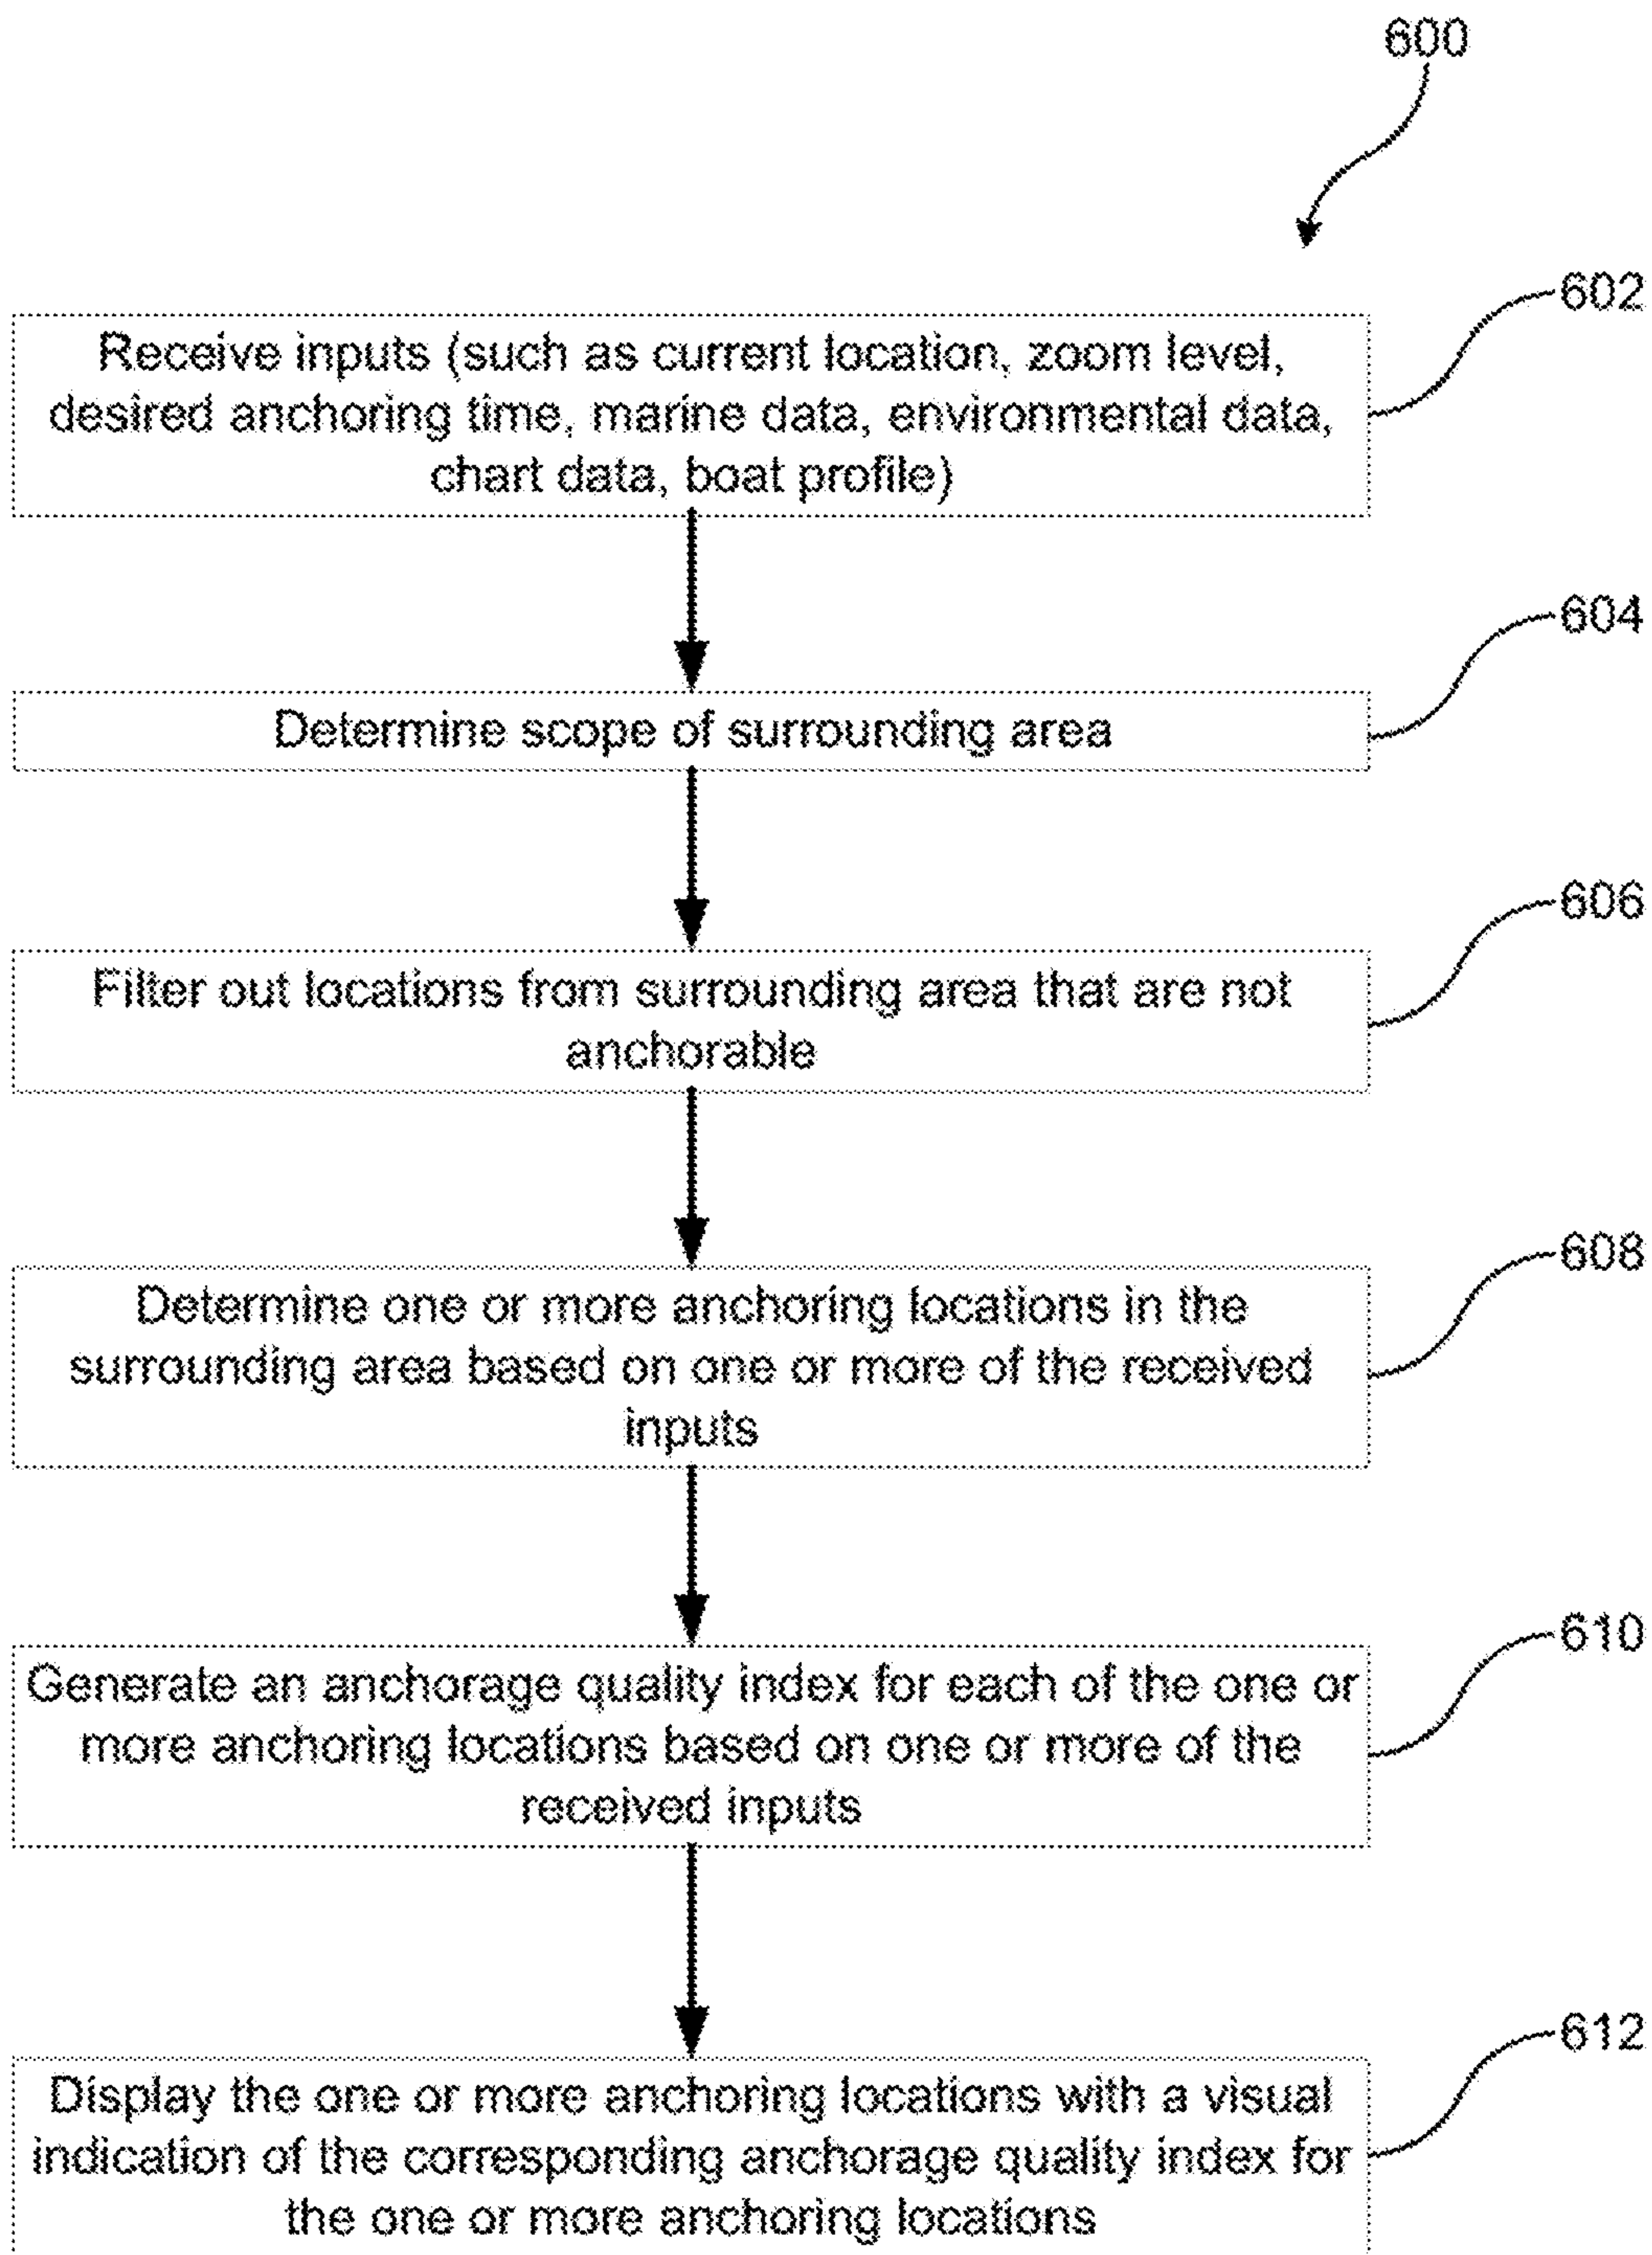 600
602
Receive inputs (such as current location, zoom level,
desired anchoring time, marine data, environmental data,
chart data, boat profile)
604
Determine scope of surrounding area
606
Filter out locations from surrounding area that are not
anchorable
608
Determine one or more anchoring locations in the
surrounding area based on one or more of the received
inputs
610
Generate an anchorage quality index for each of the one or
more anchoring locations based on one or more of the
received inputs
612
Display the one or more anchoring locations with a visual
indication of the corresponding anchorage quality index for
the one or more anchoring locations